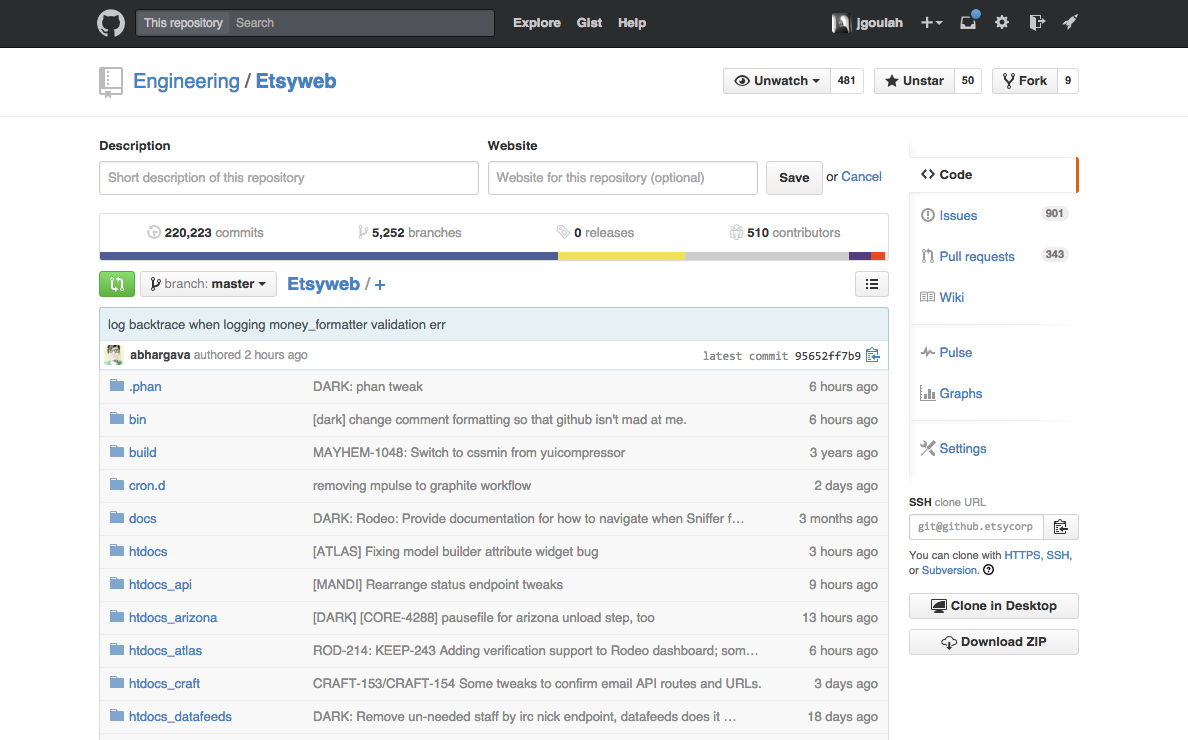 This repository Search Explore Gist Help jgoulah
Engineering / Etsyweb Unwatch 481 Unstar 50 Fork 9
Description Website
Short description of this repository Website for this repository (optional) Save or Cancel
220,223 commits 5,252 branches 0 releases 510 contributors
branch: master Etsyweb / +
log backtrace when logging money_formatter validation err
abhargava authored 2 hours ago latest commit 95652ff7b9
.phan DARK: phan tweak 6 hours ago
bin [dark] change comment formatting so that github isn't mad at me. 6 hours ago
build MAYHEM-1048: Switch to cssmin from yuicompressor 3 years ago
cron.d removing mpulse to graphite workflow 2 days ago
docs DARK: Rodeo: Provide documentation for how to navigate when Sniffer f… 3 months ago
htdocs [ATLAS] Fixing model builder attribute widget bug 3 hours ago
htdocs_api [MANDI] Rearrange status endpoint tweaks 9 hours ago
htdocs_arizona [DARK] [CORE-4288] pausefile for arizona unload step, too 13 hours ago
htdocs_atlas ROD-214: KEEP-243 Adding verification support to Rodeo dashboard; som… 6 hours ago
htdocs_craft CRAFT-153/CRAFT-154 Some tweaks to confirm email API routes and URLs. 3 days ago
htdocs_datafeeds DARK: Remove un-needed staff by irc nick endpoint, datafeeds does it … 18 days ago
Code
Issues 901
Pull requests 343
Wiki
Pulse
Graphs
Settings
SSH clone URL
git@github.etsycorp
You can clone with HTTPS, SSH,
or Subversion.
Clone in Desktop
Download ZIP